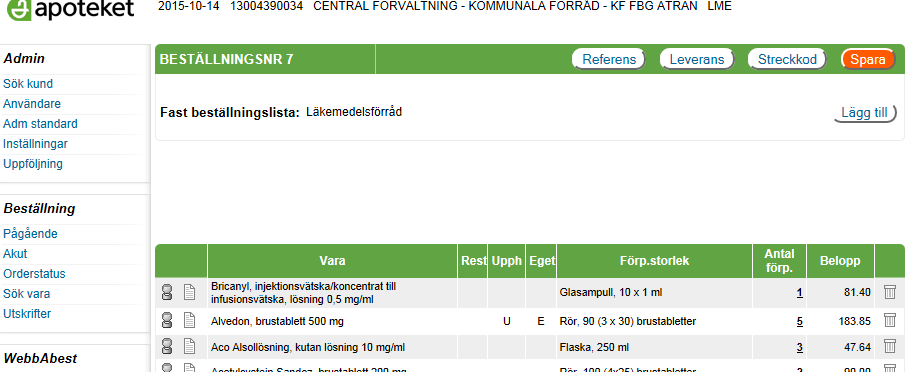 apoteket
2015-10-14 13004390034 CENTRAL FÖRVALTNING - KOMMUNALA FÖRRÅD - KF FBG ÄTRAN LME
Admin
Sök kund
Användare
Adm standard
Inställningar
Uppföljning
Beställning
Pågående
Akut
Orderstatus
Sök vara
Utskrifter
WebbAbest
BESTÄLLNINGSNR 7
Referens
Leverans
Streckkod
Spara
Fast beställningslista: Läkemedelsförråd
Lägg till
Vara Rest Upph Eget Förp.storlek Antal förp. Belopp
Bricanyl, injektionsvätska/koncentrat till
infusionsvätska, lösning 0,5 mg/ml Glasampull, 10 x 1 ml 1 81.40
Alvedon, brustablett 500 mg U E Rör, 90 (3 x 30) brustabletter 5 183.85
Aco Alsollösning, kutan lösning 10 mg/ml Flaska, 250 ml 3 47.64